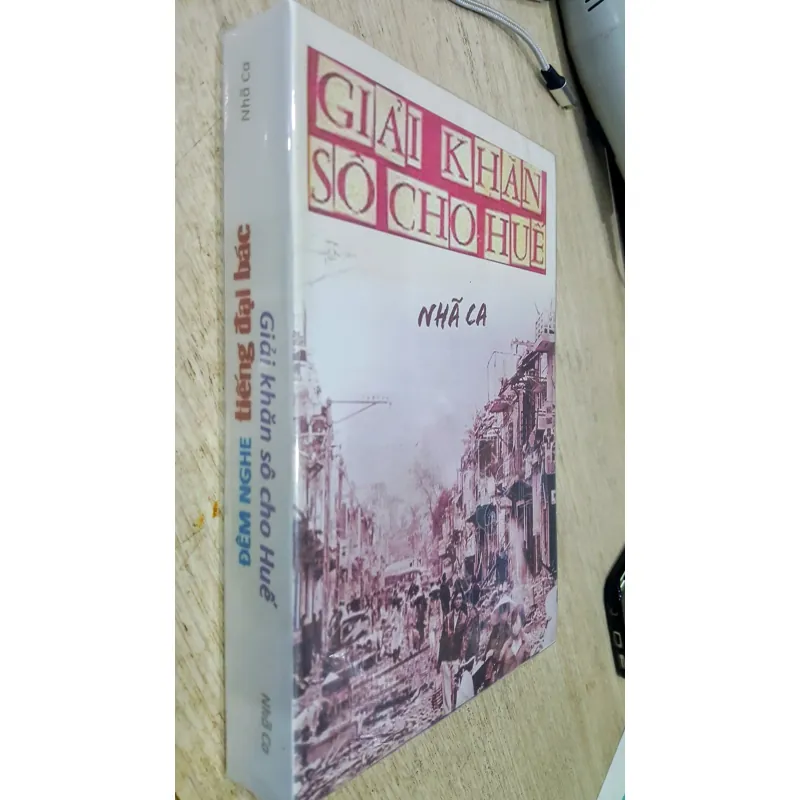 GIẢI KHĂN
SÔ CHO HUẾ
NHÃ CA
Nhã Ca
ĐÊM NGHE tiếng đại bác
Giải khăn sô cho Huế
Nhã Ca